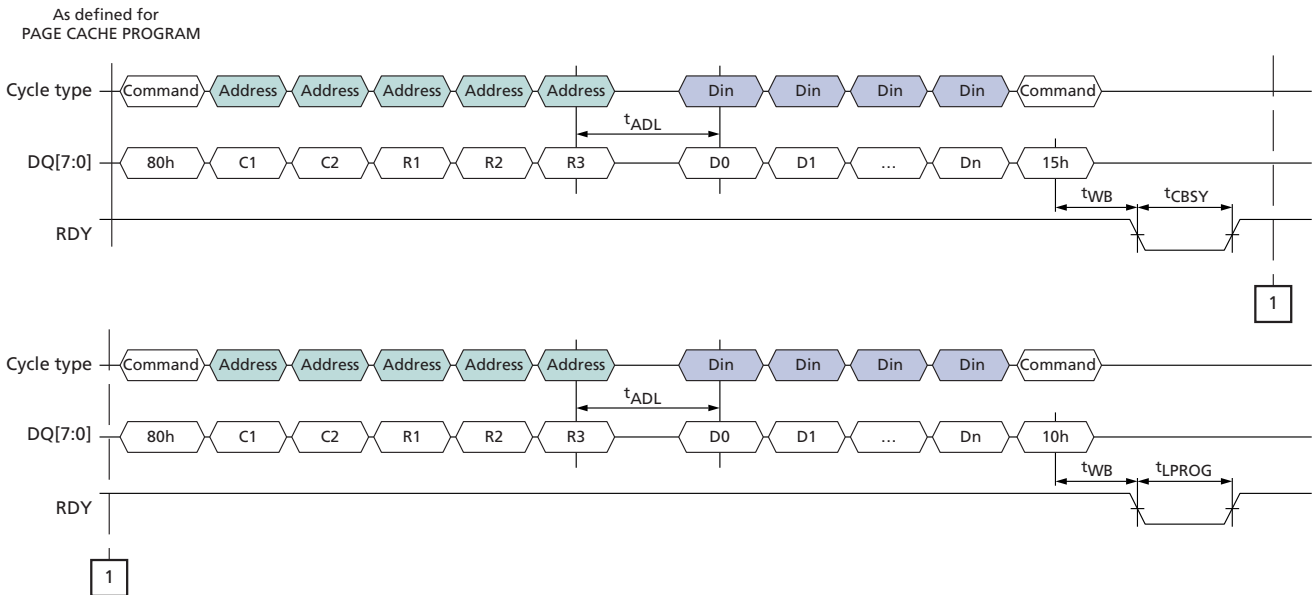 As defined for
PAGE CACHE PROGRAM
Cycle type Command Address Address Address Address Address Din Din Din Din Command
tADL
DQ[7:0] 80h C1 C2 R1 R2 R3 D0 D1 … Dn 15h
tWB tCBSY
RDY
1
Cycle type Command Address Address Address Address Address Din Din Din Din Command
tADL
DQ[7:0] 80h C1 C2 R1 R2 R3 D0 D1 … Dn 10h
tWB tLPROG
RDY
1